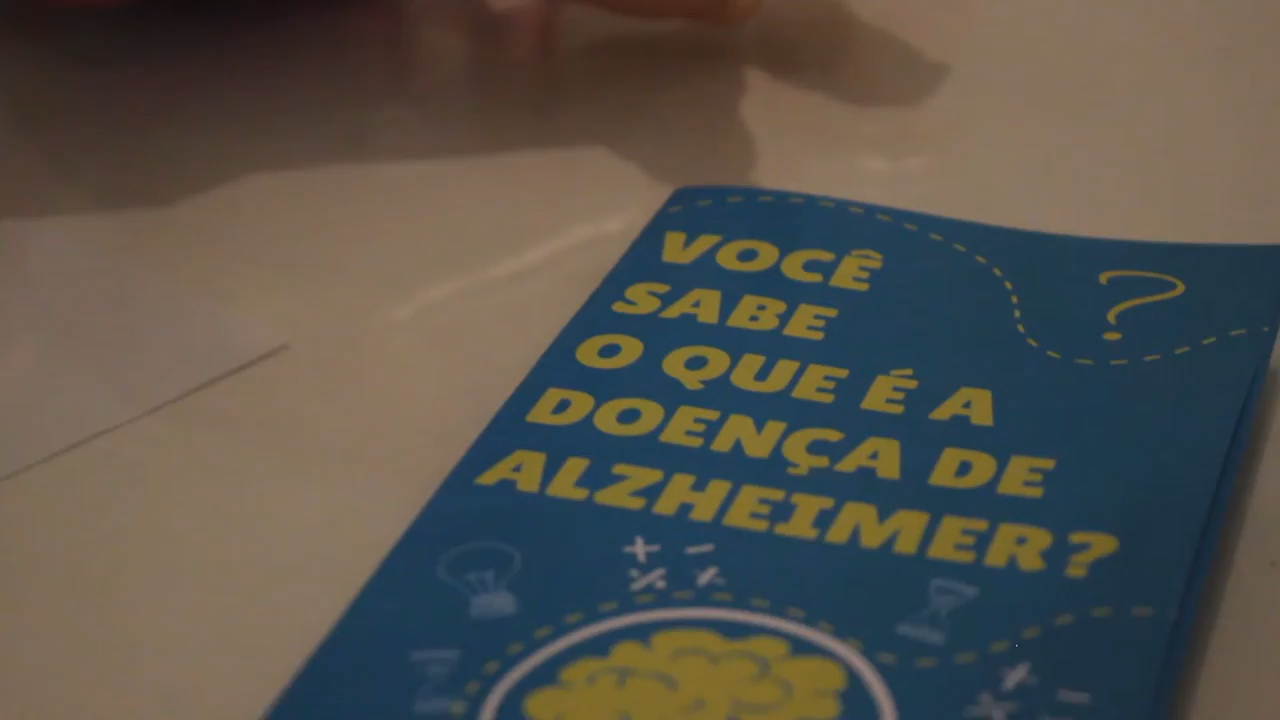 VOCÊ
SABE
O QUE É A
DOENÇA DE
ALZHEIMER?
?